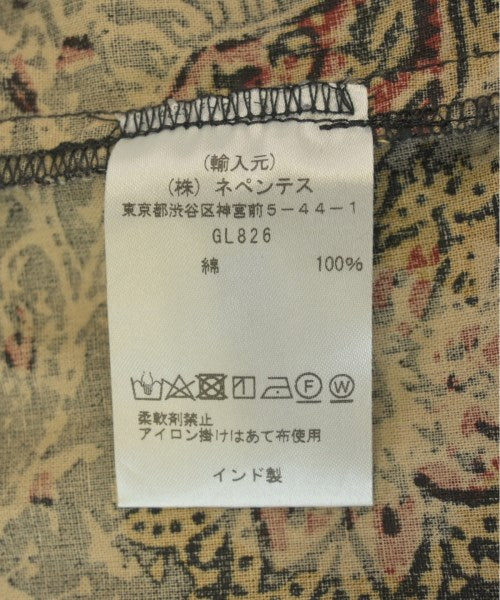 (輸入元)
(株) ネペンテス
東京都渋谷区神宮前5-44-1
GL826
綿 100%
F W
柔軟剤禁止
アイロン掛けはあて布使用
インド製